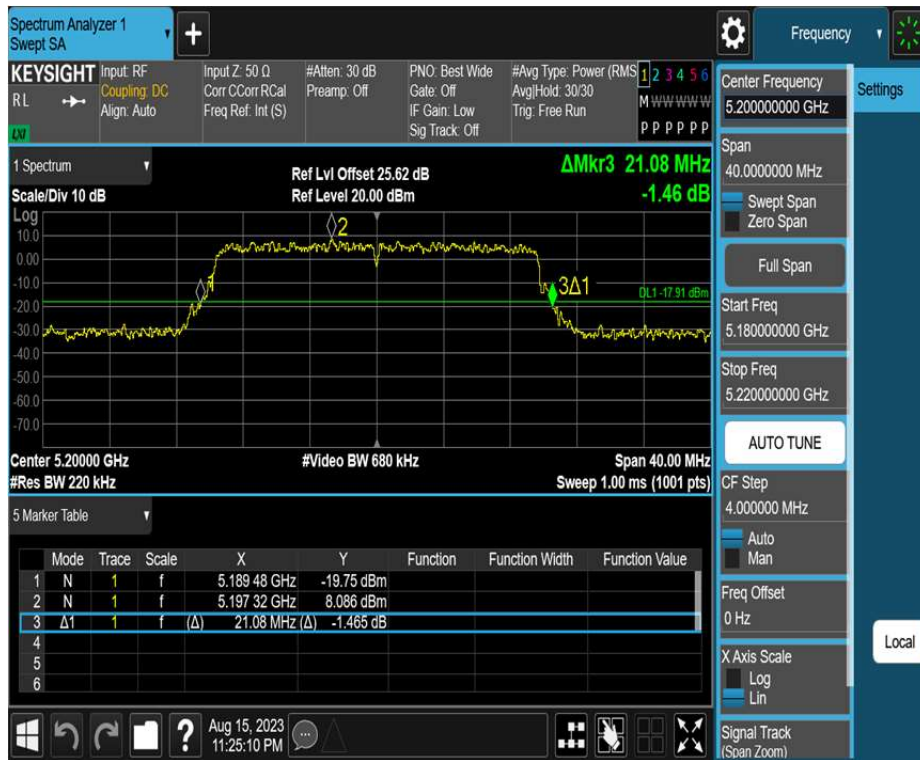 Spectrum Analyzer 1
Swept SA
Frequency
KEYSIGHT
RL
LXI
Input: RF
Coupling: DC
Align: Auto
Input Z: 50 Ω
Corr CCorr RCal
Freq Ref: Int (S)
#Atten: 30 dB
Preamp: Off
PNO: Best Wide
Gate: Off
IF Gain: Low
Sig Track: Off
#Avg Type: Power (RMS
Avg|Hold: 30/30
Trig: Free Run
1 2 3 4 5 6
M W W W W W
P P P P P P
Center Frequency
5.200000000 GHz
Settings
Span
40.0000000 MHz
Swept Span
Zero Span
Full Span
Start Freq
5.180000000 GHz
Stop Freq
5.220000000 GHz
AUTO TUNE
CF Step
4.000000 MHz
Auto
Man
Freq Offset
0 Hz
X Axis Scale
Log
Lin
Signal Track
(Span Zoom)
Local
1 Spectrum
Scale/Div 10 dB
Ref Lvl Offset 25.62 dB
Ref Level 20.00 dBm
ΔMkr3 21.08 MHz
-1.46 dB
Log
10.0
0.00
-10.0
-20.0
-30.0
-40.0
-50.0
-60.0
-70.0
2
3Δ1
DL1 -17.91 dBm
Center 5.20000 GHz
#Res BW 220 kHz
#Video BW 680 kHz
Span 40.00 MHz
Sweep 1.00 ms (1001 pts)
5 Marker Table
Mode Trace Scale X Y Function Function Width Function Value
1 N 1 f 5.189 48 GHz -19.75 dBm
2 N 1 f 5.197 32 GHz 8.086 dBm
3 Δ1 1 f (Δ) 21.08 MHz (Δ) -1.465 dB
4
5
6
Aug 15, 2023
11:25:10 PM